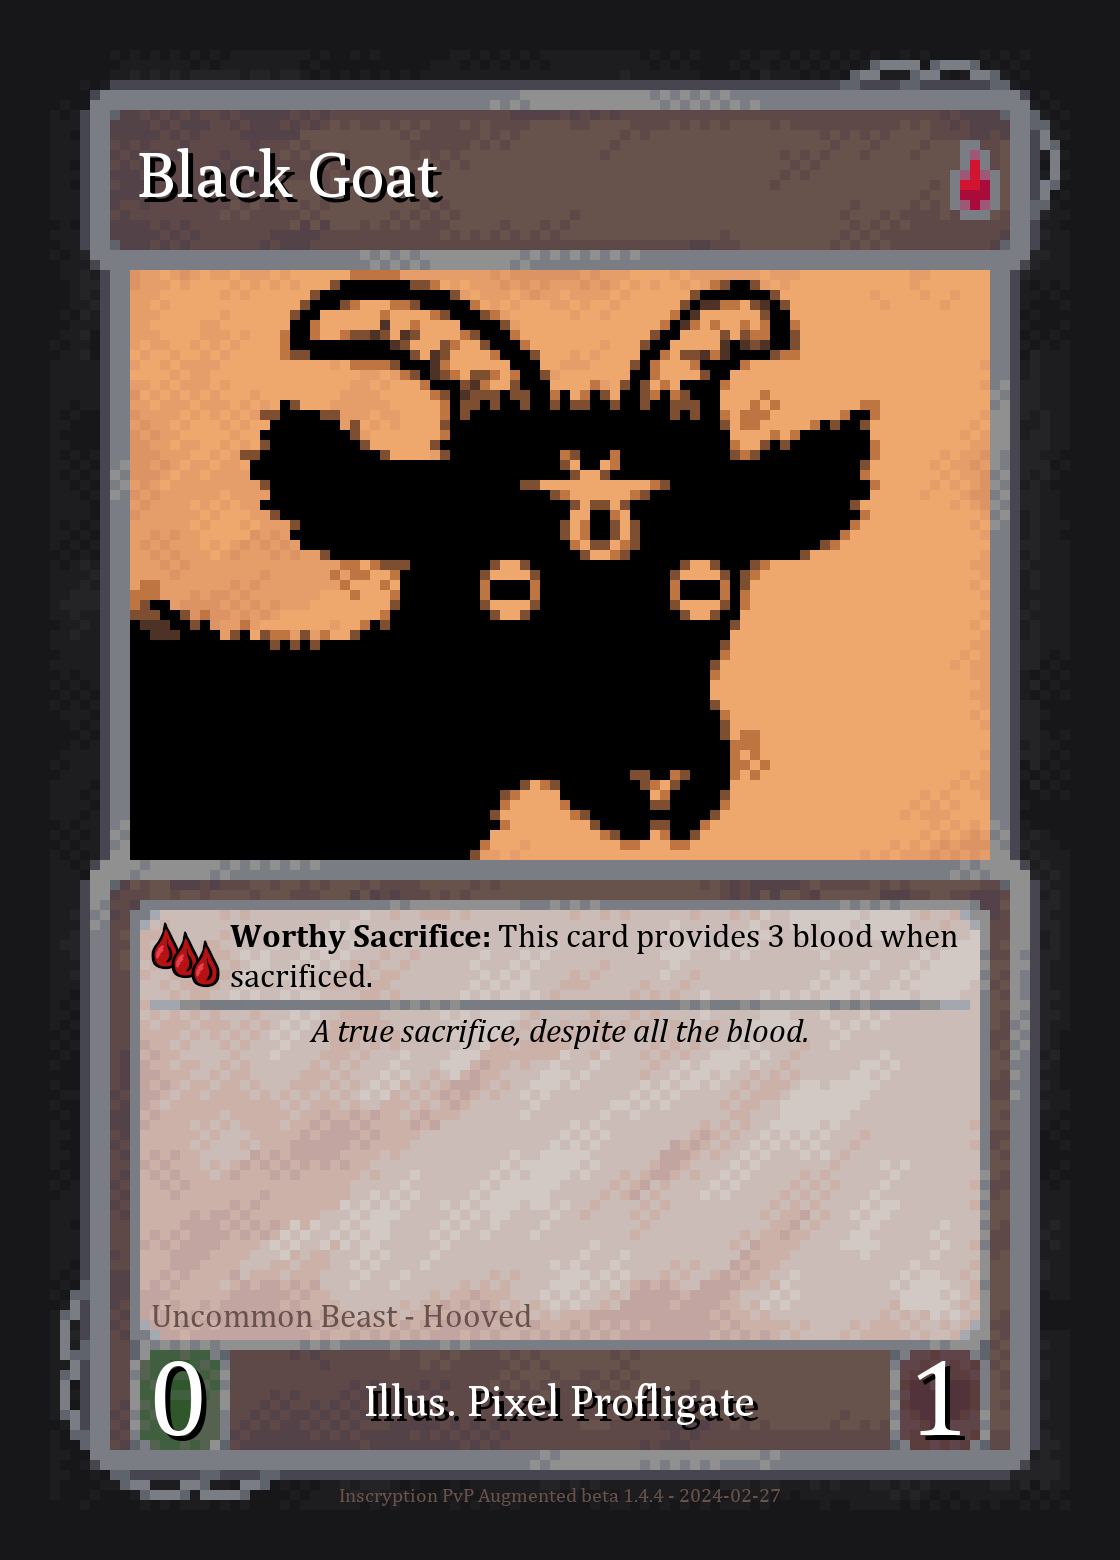 Black Goat
Worthy Sacrifice: This card provides 3 blood when
sacrificed.
A true sacrifice, despite all the blood.
Uncommon Beast - Hooved
0
Illus. Pixel Profligate
1
Inscryption PvP Augmented beta 1.4.4 - 2024-02-27